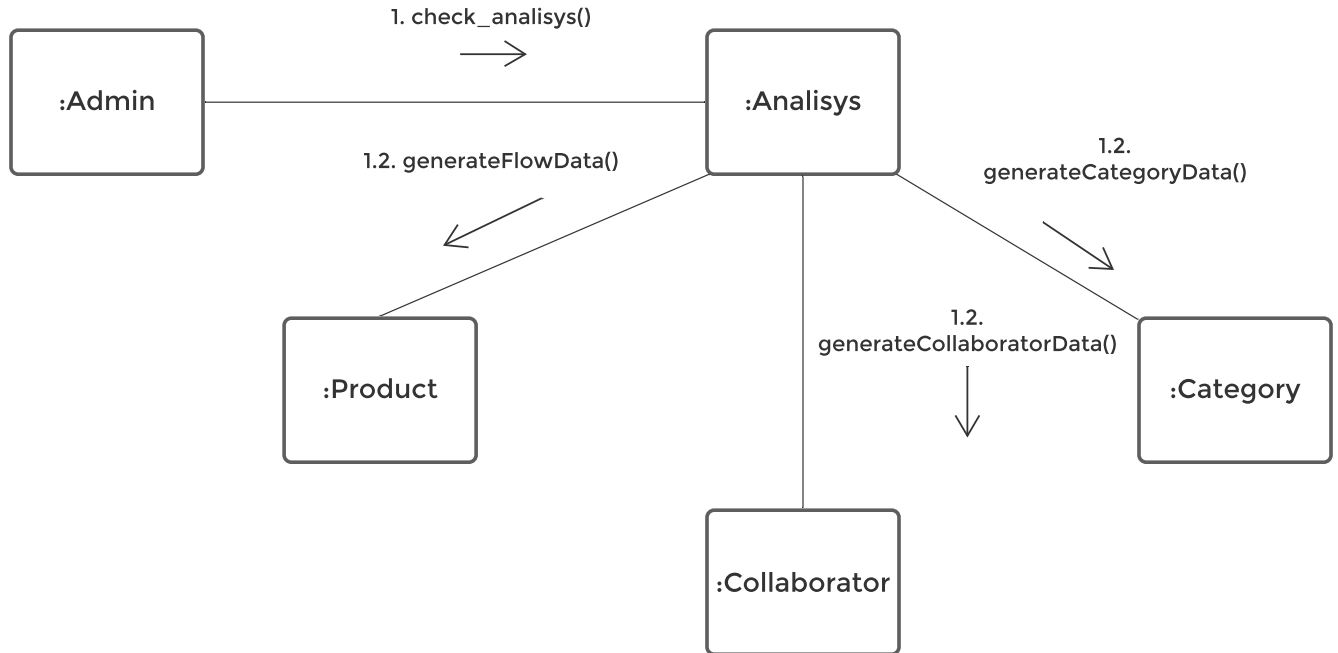 1. check_analisys()
:Admin
:Analisys
1.2. generateFlowData()
1.2.
generateCategoryData()
1.2.
generateCollaboratorData()
:Product
:Category
:Collaborator